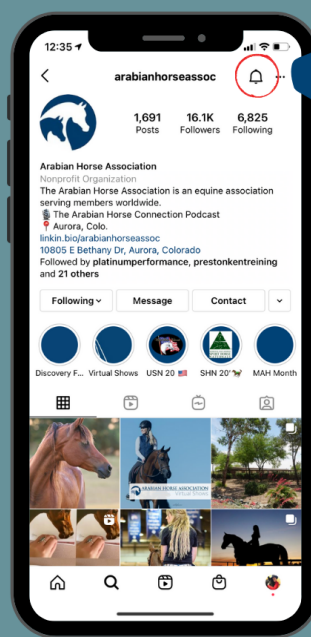 12:35
arabianhorseassoc
1,691 16.1K 6,825
Posts Followers Following
Arabian Horse Association
Nonprofit Organization
The Arabian Horse Association is an equine association
serving members worldwide.
🎙️ The Arabian Horse Connection Podcast
📍 Aurora, Colo.
linkin.bio/arabianhorseassoc
10805 E Bethany Dr, Aurora, Colorado
Followed by platinumperformance, prestonkentreining
and 21 others
Following Message Contact
Discovery F... Virtual Shows USN 20 🇺🇸 SHN 20' 🐎 MAH Month
ARABIAN HORSE ASSOCIATION
Virtual Shows